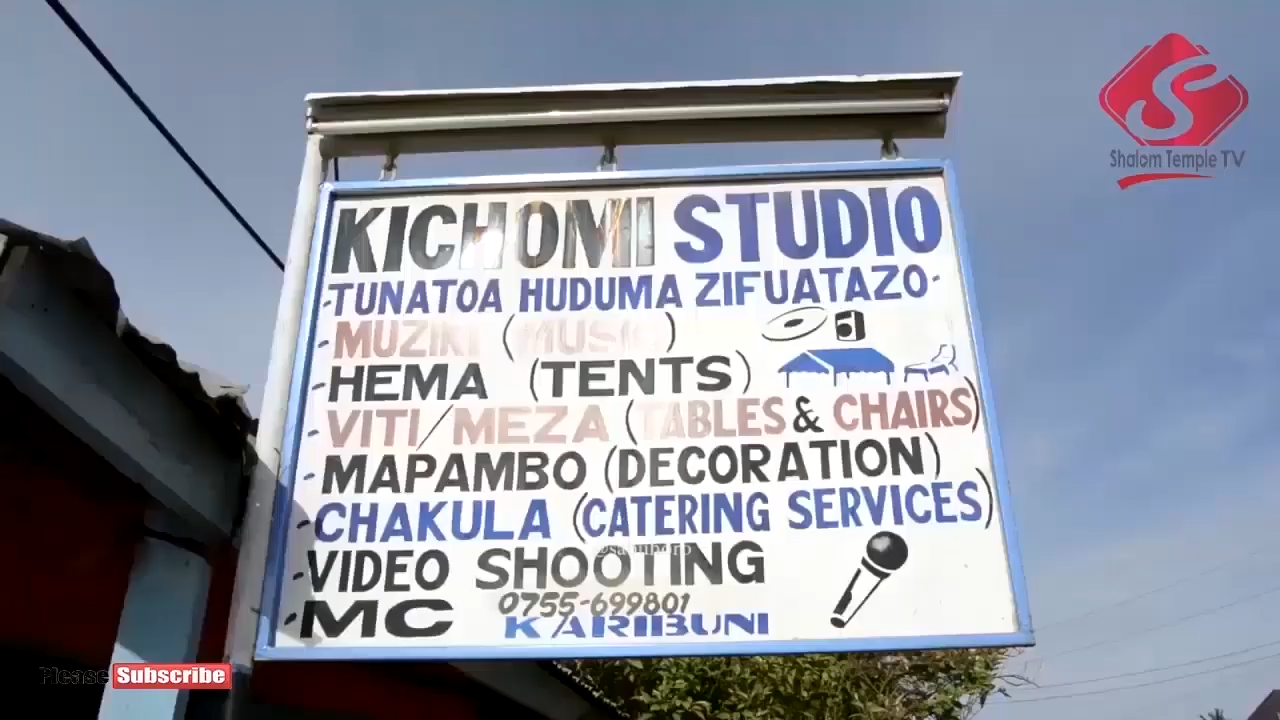 Shalom Temple TV
KICHOMI STUDIO
-TUNATOA HUDUMA ZIFUATAZO-
- MUZIKI (MUSIC)
- HEMA (TENTS)
- VITI/MEZA (TABLES & CHAIRS)
- MAPAMBO (DECORATION)
- CHAKULA (CATERING SERVICES)
- VIDEO SHOOTING
- MC
0755-699801
KARIBUNI
Please Subscribe